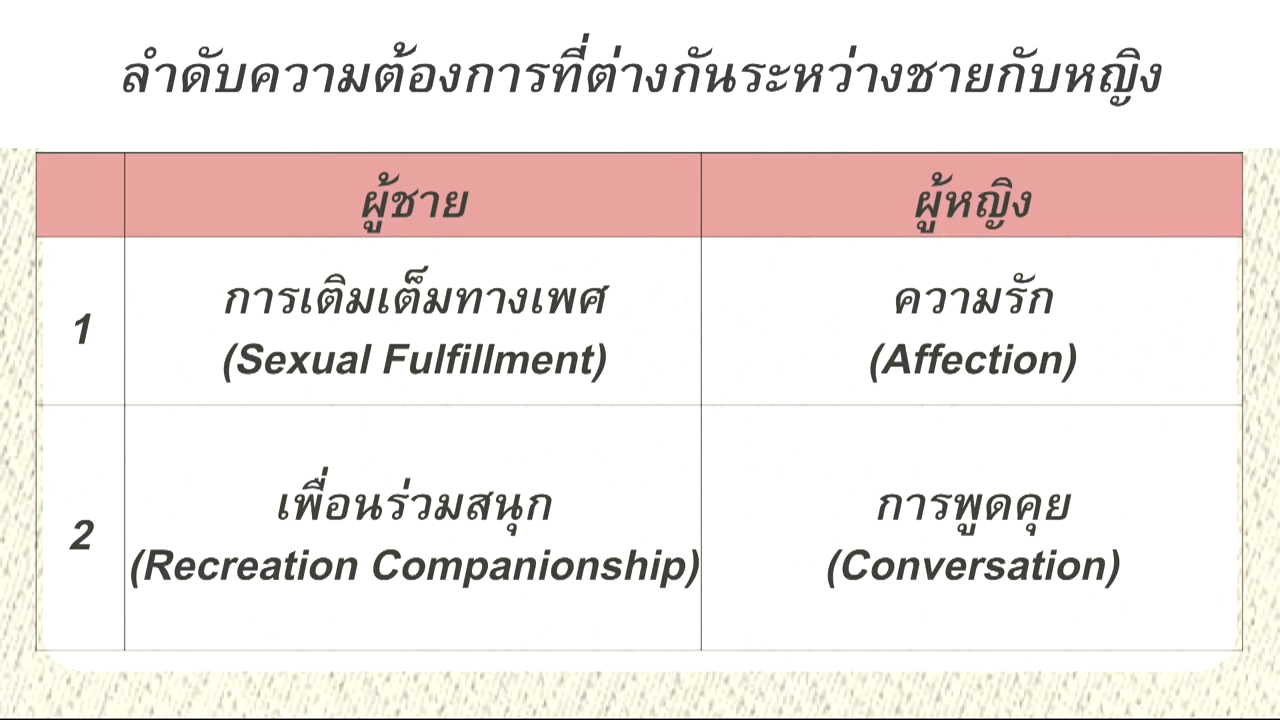 ลำดับความต้องการที่ต่างกันระหว่างชายกับหญิง
ผู้ชาย
ผู้หญิง
1
การเติมเต็มทางเพศ
(Sexual Fulfillment)
ความรัก
(Affection)
2
เพื่อนร่วมสนุก
(Recreation Companionship)
การพูดคุย
(Conversation)